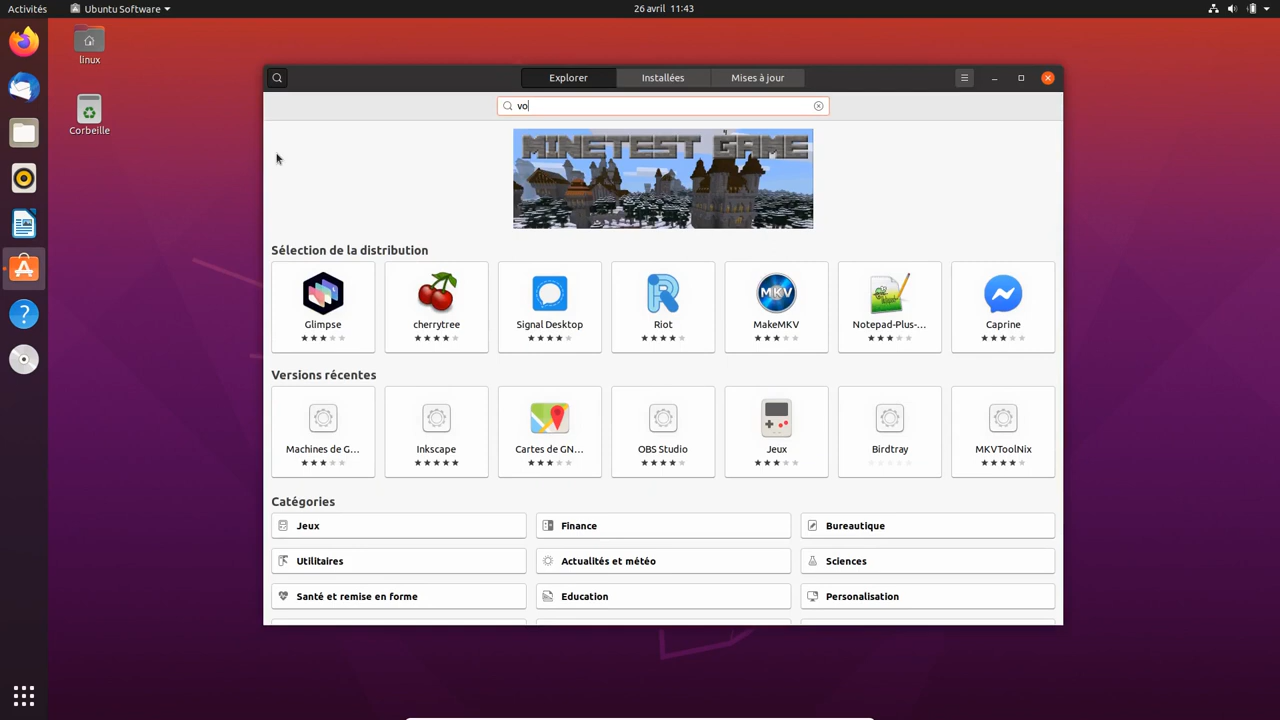 Activités
Ubuntu Software
26 avril 11:43
linux
Corbeille
Explorer
Installées
Mises à jour
vo
MINETEST GAME
Sélection de la distribution
Glimpse
cherrytree
Signal Desktop
Riot
MakeMKV
Notepad-Plus-...
Caprine
MKV
Versions récentes
Machines de G...
Inkscape
Cartes de GN...
OBS Studio
Jeux
Birdtray
MKVToolNix
Catégories
Jeux
Finance
Bureautique
Utilitaires
Actualités et météo
Sciences
Santé et remise en forme
Education
Personalisation